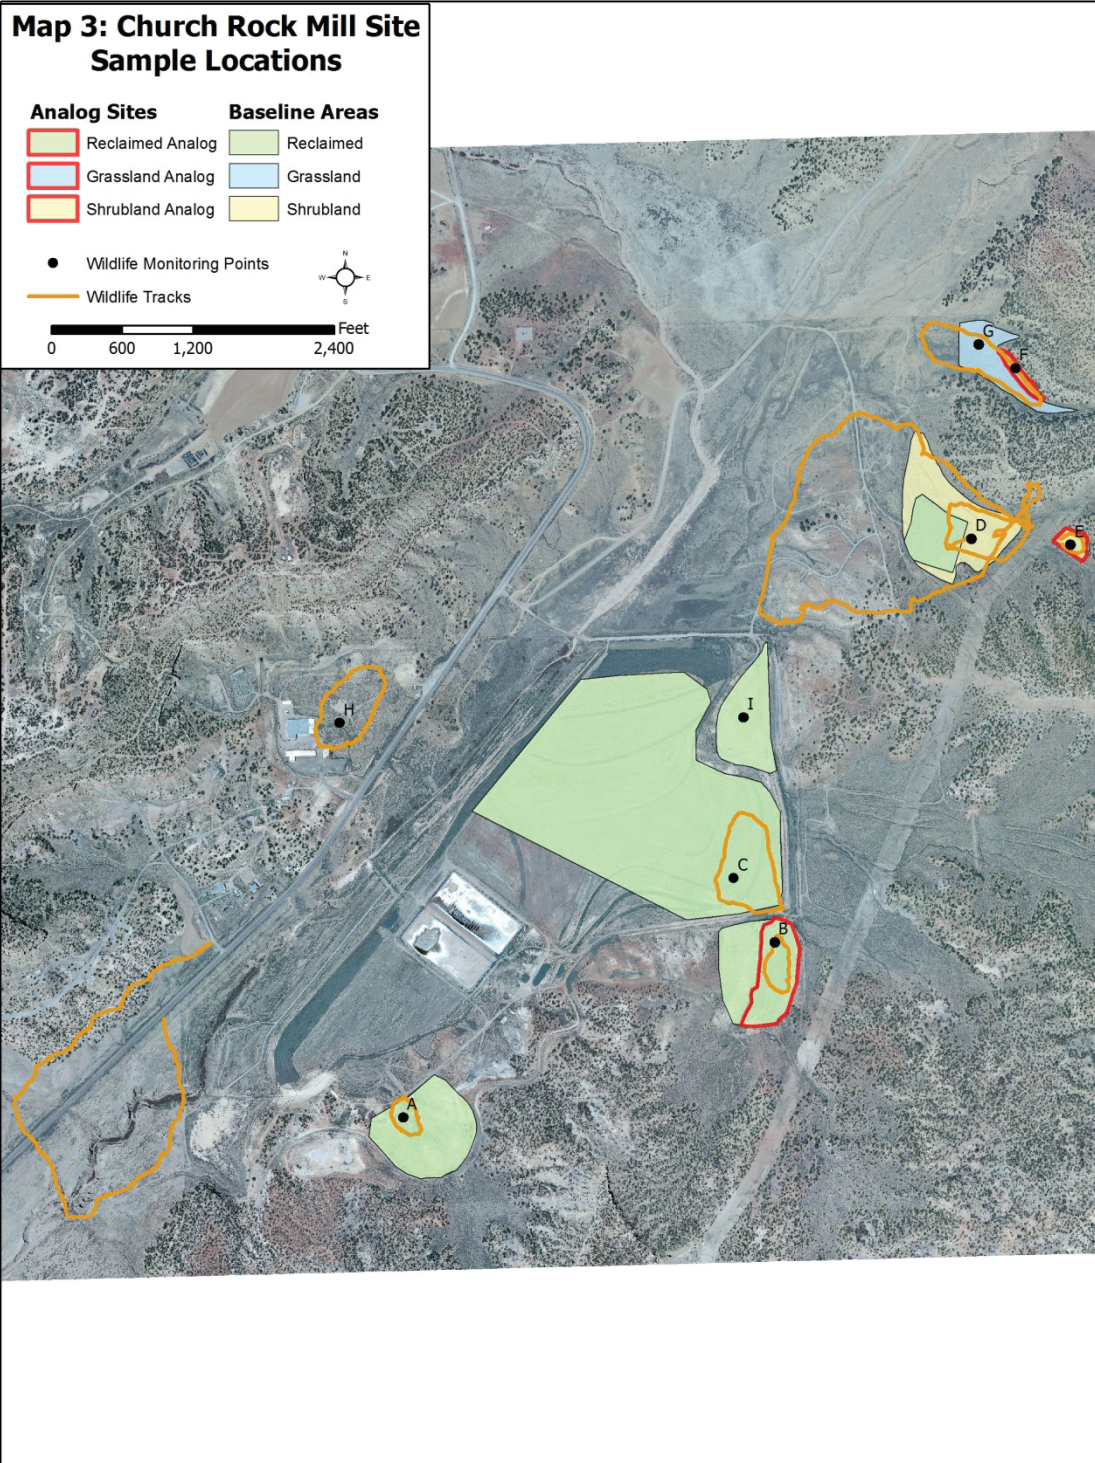 Map 3: Church Rock Mill Site
Sample Locations
Analog Sites
Baseline Areas
Reclaimed Analog
Reclaimed
Grassland Analog
Grassland
Shrubland Analog
Shrubland
Wildlife Monitoring Points
Wildlife Tracks
N
W E
S
Feet
0 600 1,200 2,400
G
F
D
E
H
I
C
B
A